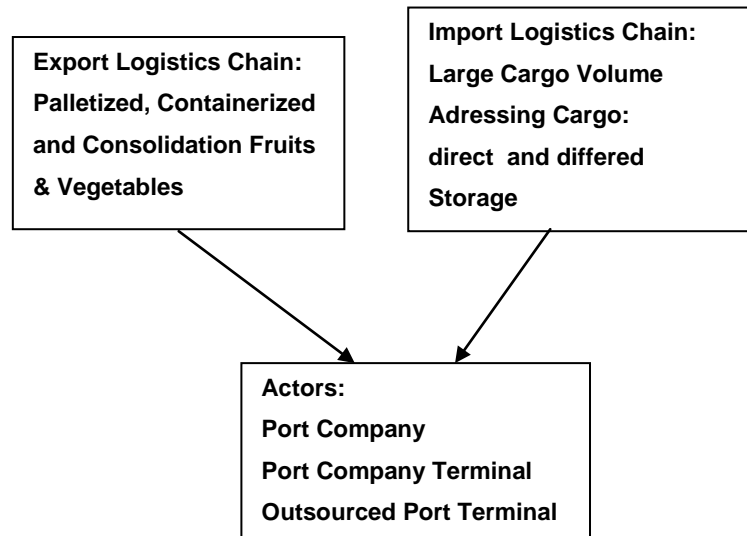 Export Logistics Chain:
Palletized, Containerized
and Consolidation Fruits
& Vegetables
Import Logistics Chain:
Large Cargo Volume
Adressing Cargo:
direct and differed
Storage
Actors:
Port Company
Port Company Terminal
Outsourced Port Terminal